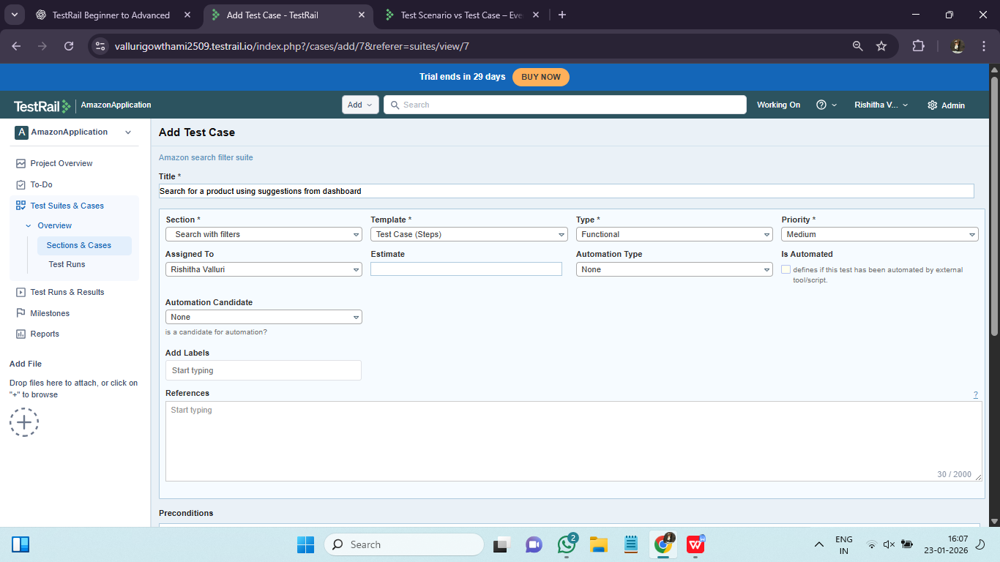 TestRail Beginner to Advanced
Add Test Case - TestRail
Test Scenario vs Test Case – Eve
vallurigowthami2509.testrail.io/index.php?/cases/add/7&referer=suites/view/7
Trial ends in 29 days BUY NOW
TestRail AmazonApplication Add Search Working On Rishitha V... Admin
A AmazonApplication
Project Overview
To-Do
Test Suites & Cases
Overview
Sections & Cases
Test Runs
Test Runs & Results
Milestones
Reports
Add File
Drop files here to attach, or click on
"+" to browse
Add Test Case
Amazon search filter suite
Title *
Search for a product using suggestions from dashboard
Section * Template * Type * Priority *
Search with filters Test Case (Steps) Functional Medium
Assigned To Estimate Automation Type Is Automated
Rishitha Valluri None defines if this test has been automated by external
tool/script.
Automation Candidate
None
is a candidate for automation?
Add Labels
Start typing
References ?
Start typing
30 / 2000
Preconditions
Search 2 ENG 16:07
IN 23-01-2026